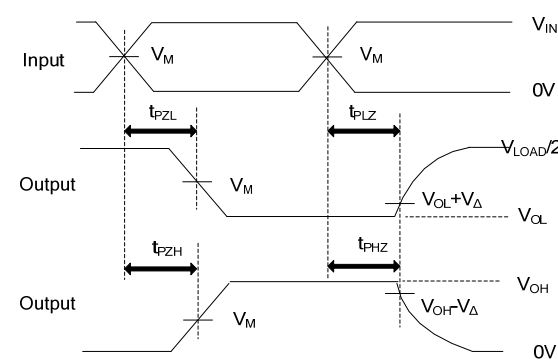 V_IN
Input
V_M V_M
0V
t_PZL t_PLZ
V_LOAD/2
Output
V_M
V_OL+V_Δ
V_OL
t_PZH t_PHZ
V_OH
Output
V_M
V_OH-V_Δ
0V